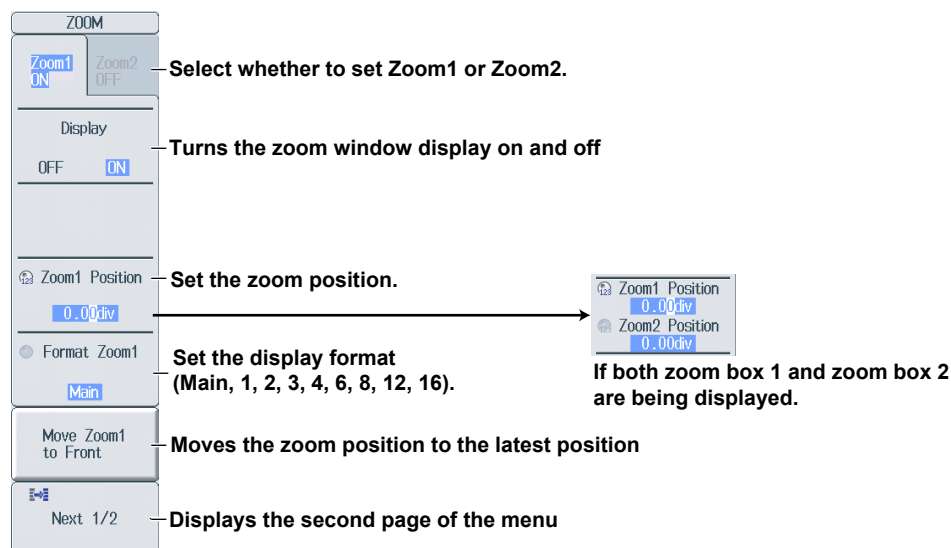 ZOOM
Zoom1 ON
Zoom2 OFF
Select whether to set Zoom1 or Zoom2.
Display
OFF ON
Turns the zoom window display on and off
Zoom1 Position
0.00div
Set the zoom position.
Zoom1 Position
0.00div
Zoom2 Position
0.00div
If both zoom box 1 and zoom box 2
are being displayed.
Format Zoom1
Main
Set the display format
(Main, 1, 2, 3, 4, 6, 8, 12, 16).
Move Zoom1
to Front
Moves the zoom position to the latest position
Next 1/2
Displays the second page of the menu